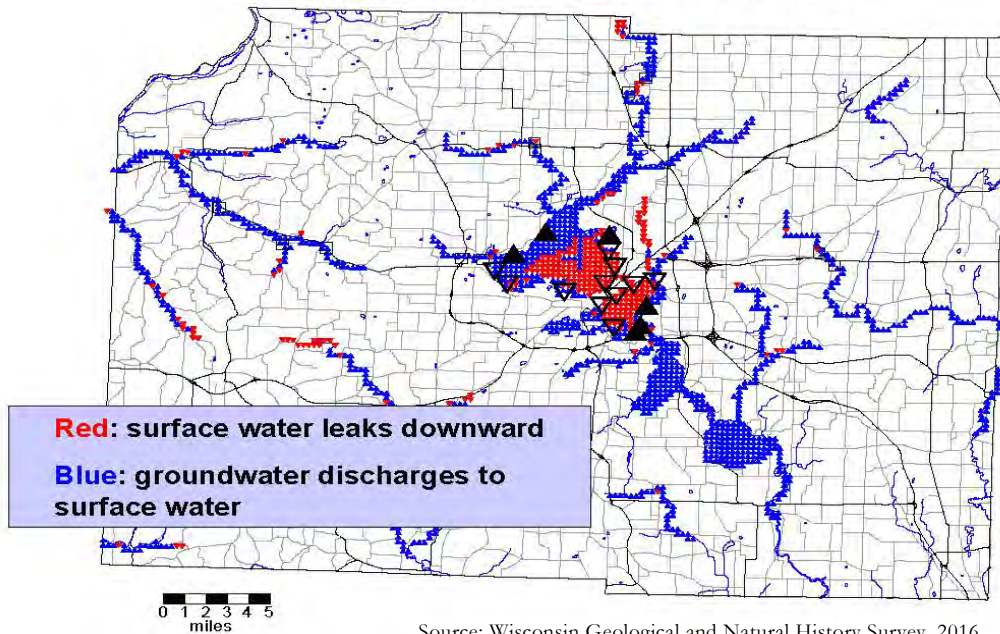 Red: surface water leaks downward
Blue: groundwater discharges to
surface water
0 1 2 3 4 5
miles
Source: Wisconsin Geological and Natural History Survey, 2016